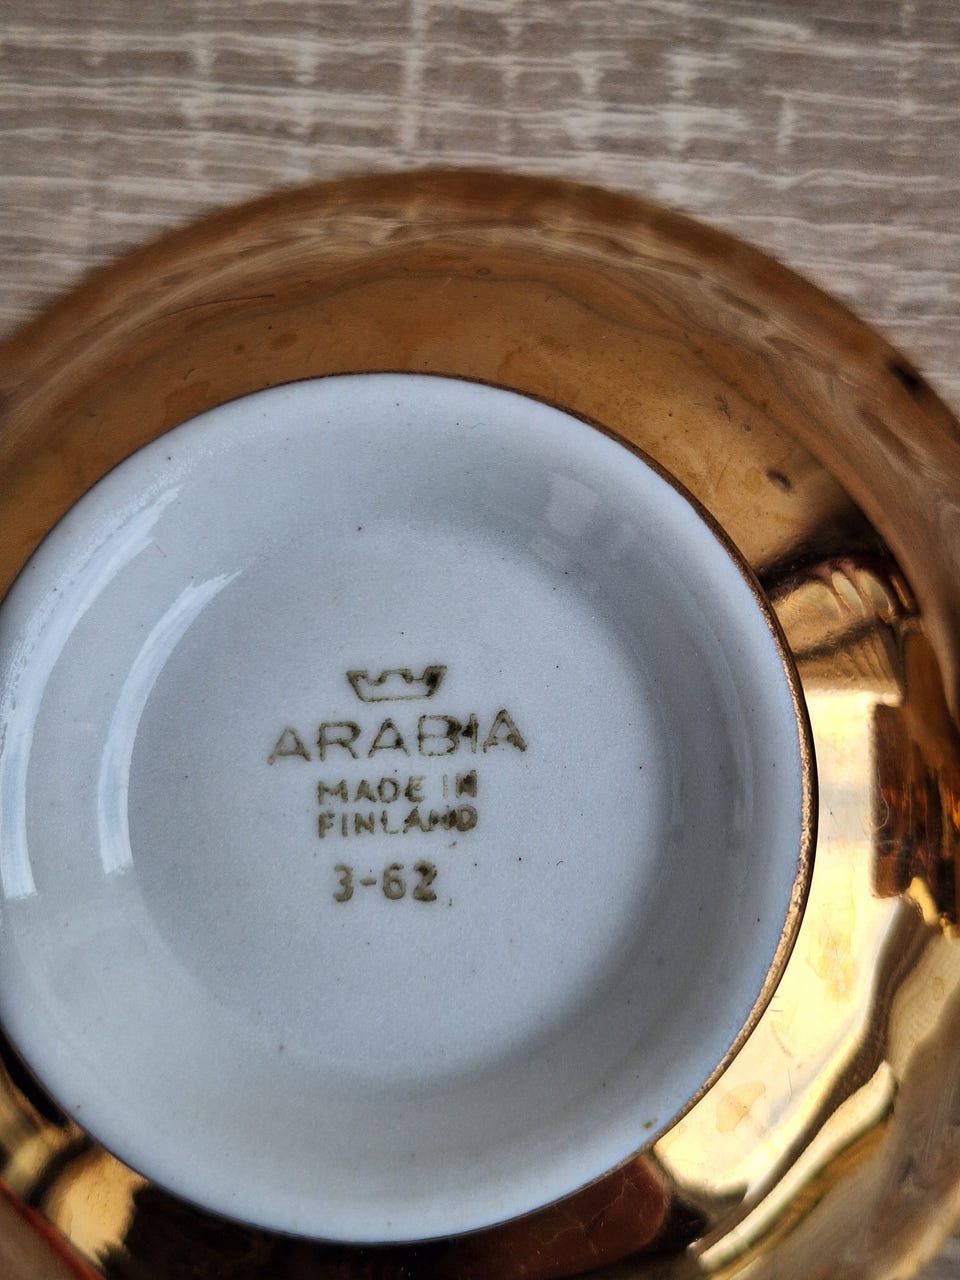 ARABIA
MADE IN
FINLAND
3-62